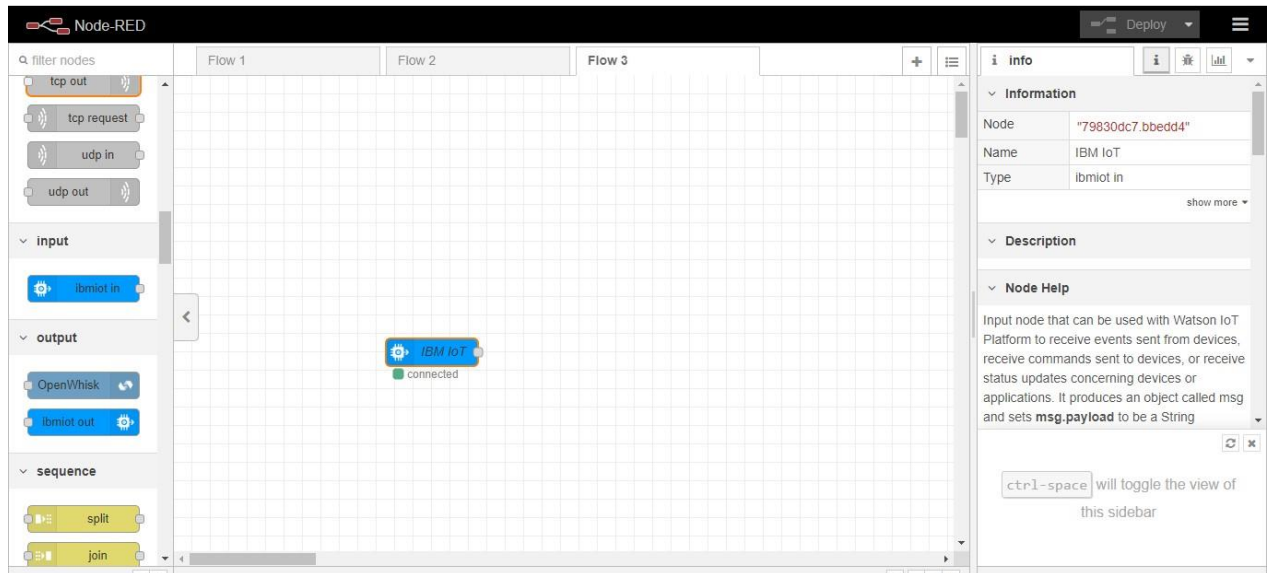 Node-RED
Deploy
filter nodes
tcp out
tcp request
udp in
udp out
input
ibmiot in
output
OpenWhisk
ibmiot out
sequence
split
join
Flow 1
Flow 2
Flow 3
IBM IoT
connected
i info
i
Information
Node "79830dc7.bbedd4"
Name IBM IoT
Type ibmiot in
show more
Description
Node Help
Input node that can be used with Watson IoT
Platform to receive events sent from devices,
receive commands sent to devices, or receive
status updates concerning devices or
applications. It produces an object called msg
and sets msg.payload to be a String
ctrl-space will toggle the view of
this sidebar